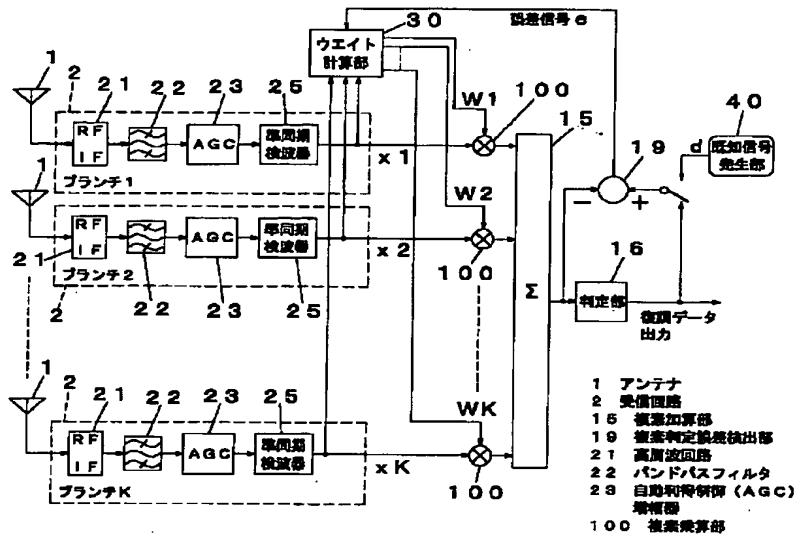 30
誤差信号 e
ウエイト
計算部
1
2
21
22
23
25
W1
100
15
40
RF
IF
AGC
準同期
検波器
x1
19
d
既知信号
発生部
ブランチ1
1
W2
−
+
RF
IF
AGC
準同期
検波器
x2
100
16
21
ブランチ2
22
23
25
2
Σ
判定部
復調データ
出力
1
2
21
22
23
25
WK
RF
IF
AGC
準同期
検波器
xK
100
ブランチK
1 アンテナ
2 受信回路
15 複素加算部
19 複素判定誤差検出部
21 高周波回路
22 バンドパスフィルタ
23 自動利得制御(AGC)
増幅器
100 複素乗算部